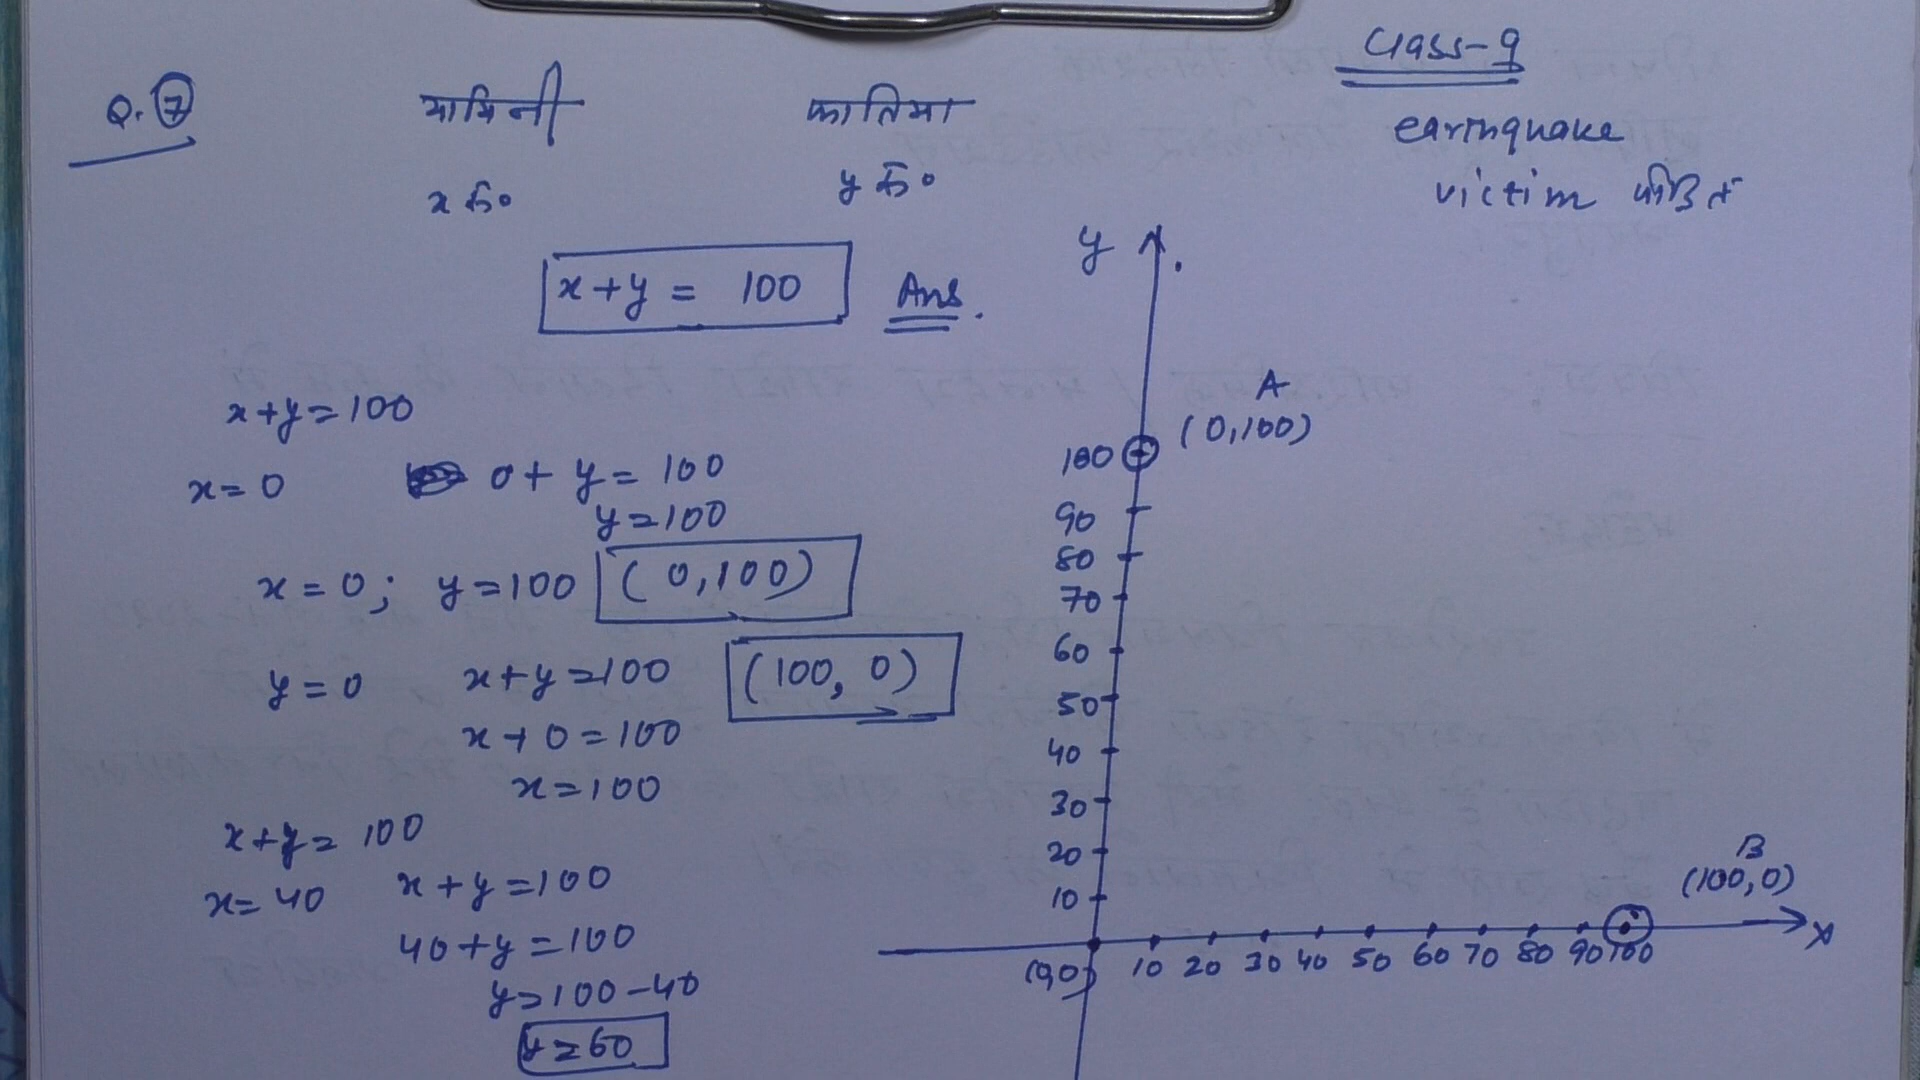 Class-9
Q. 7
यामिनी फातिमा
earthquake
victim पीड़ित
x रू० y रू०
x+y = 100 Ans.
x+y=100
x=0 0+ y = 100
y=100
x=0; y=100 (0,100)
y=0 x+y=100 (100, 0)
x+0=100
x=100
x+y= 100
x=40 x+y=100
40+y=100
y=100-40
y=60
y
A
(0,100)
100
90
80
70
60
50
40
30
20
10
B
(100,0)
x
(0,0) 10 20 30 40 50 60 70 80 90 100